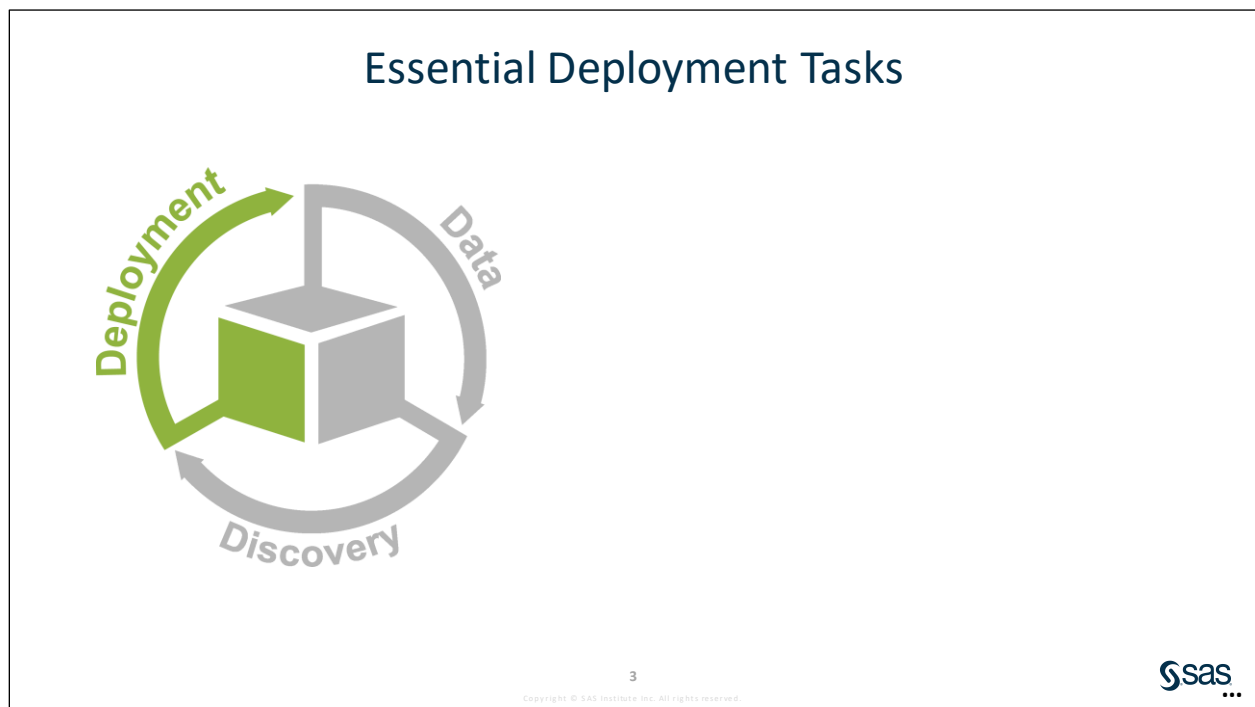 Essential Deployment Tasks
Deployment
Data
Discovery
3
Copyright © SAS Institute Inc. All rights reserved.
sas
...